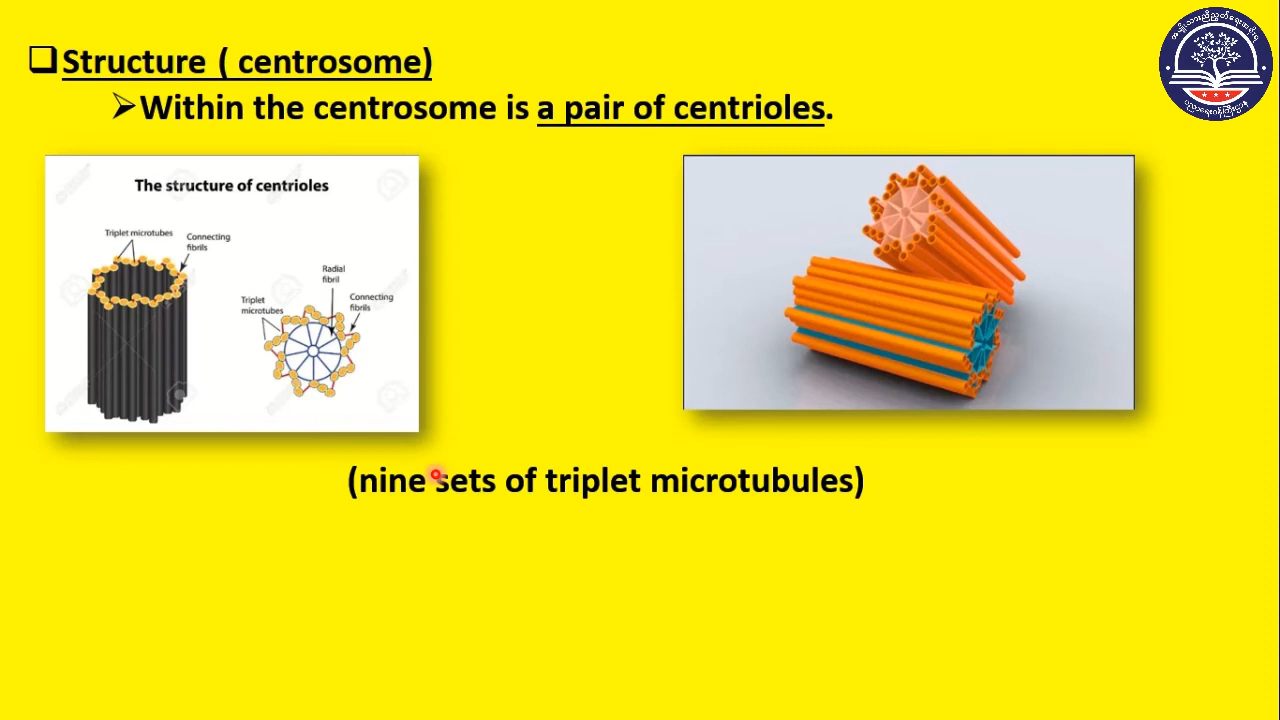 Structure ( centrosome)
Within the centrosome is a pair of centrioles.
The structure of centrioles
Triplet microtubes
Connecting
fibrils
Radial
fibril
Triplet
microtubes
Connecting
fibrils
(nine sets of triplet microtubules)